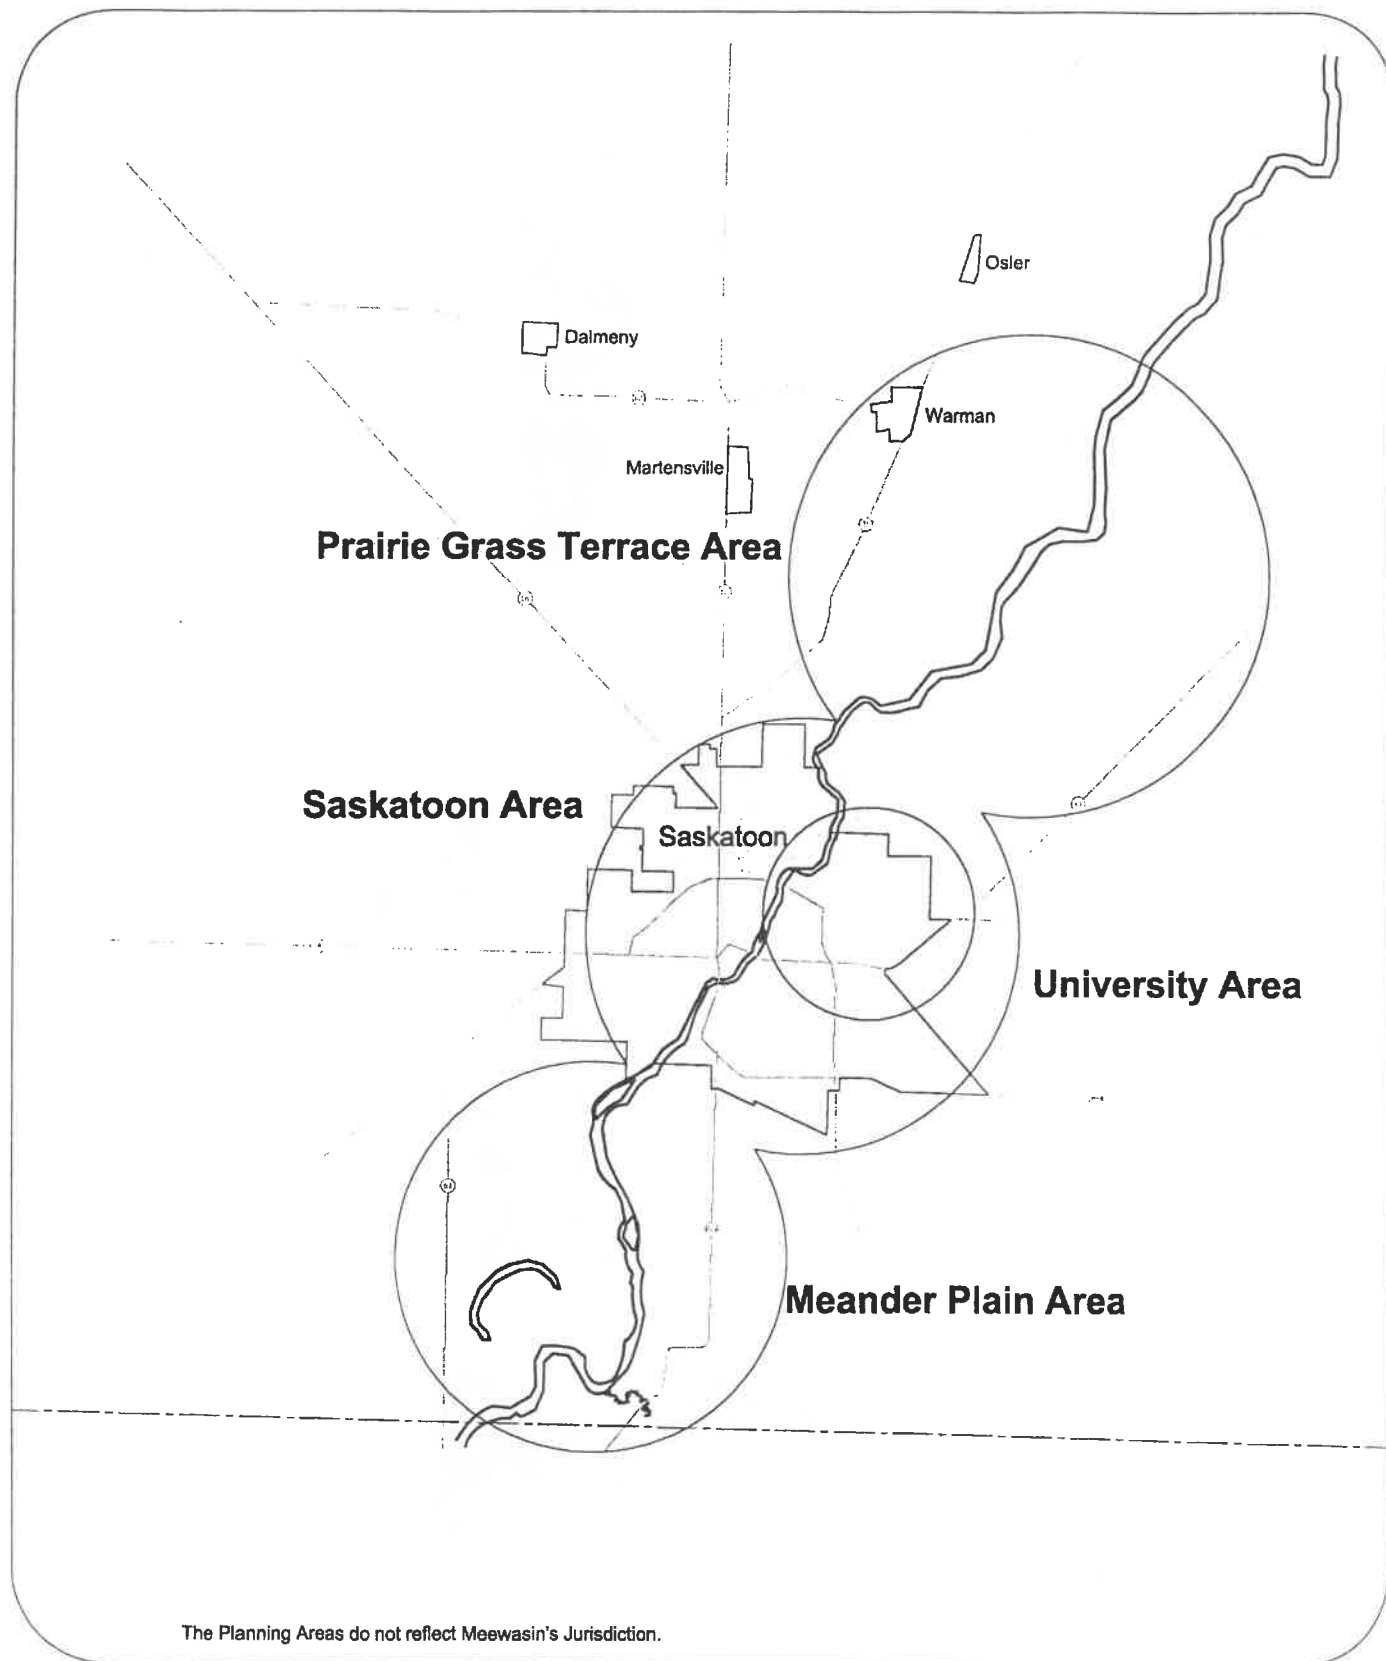 Osler
Dalmeny
Warman
Martensville
Prairie Grass Terrace Area
Saskatoon Area
Saskatoon
University Area
Meander Plain Area
The Planning Areas do not reflect Meewasin's Jurisdiction.